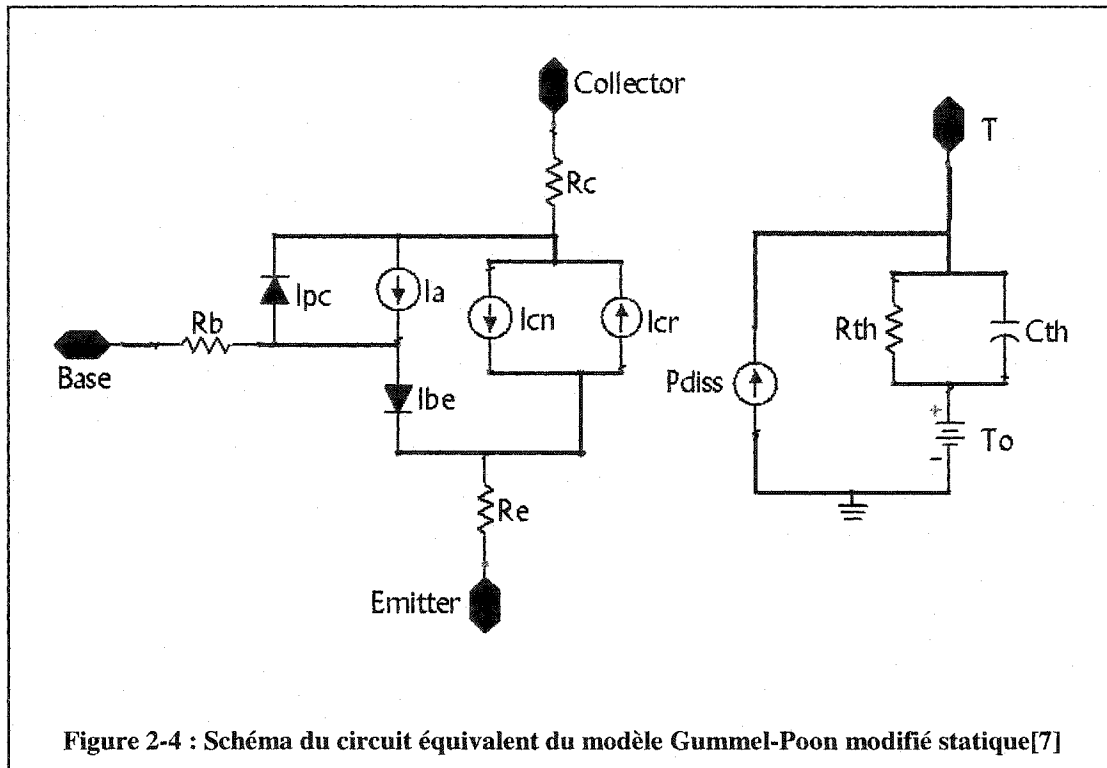 Collector
T
Rc
Ipc
Ia
Icn
Icr
Rth
Cth
Rb
Base
Pdiss
Ibe
+
To
-
Re
Emitter
Figure 2-4 : Schéma du circuit équivalent du modèle Gummel-Poon modifié statique[7]